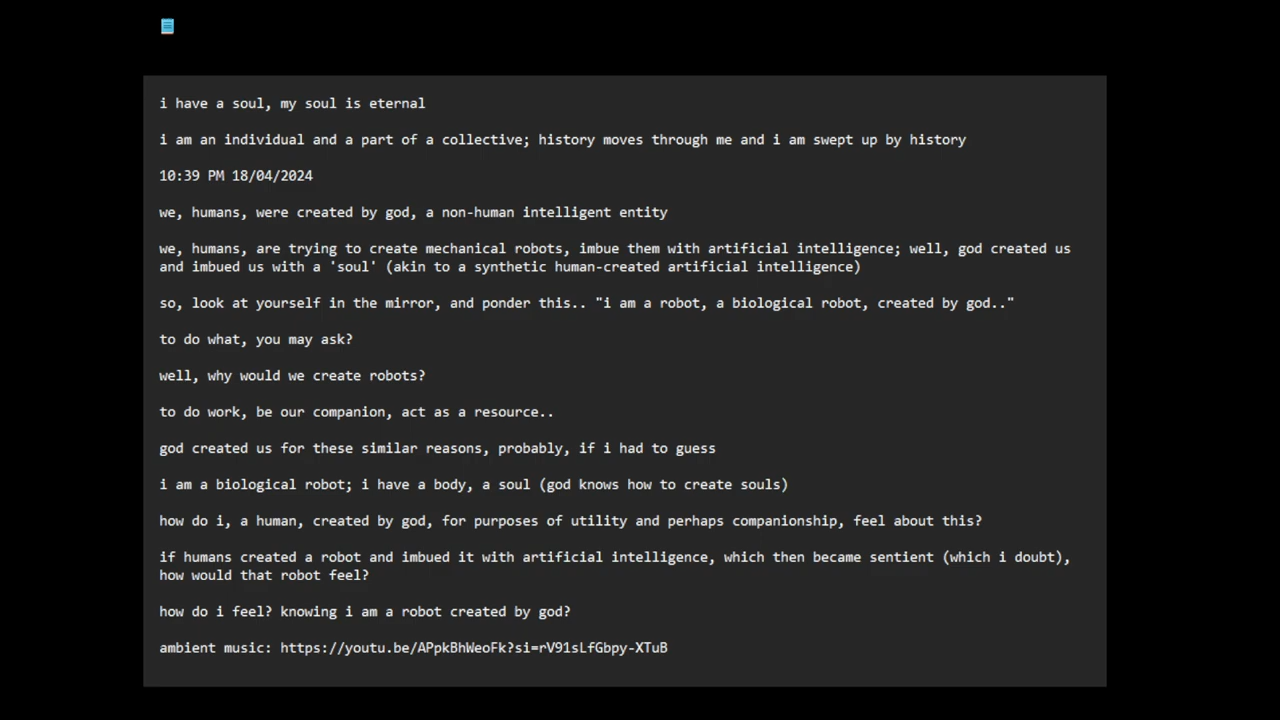 i have a soul, my soul is eternal
i am an individual and a part of a collective; history moves through me and i am swept up by history
10:39 PM 18/04/2024
we, humans, were created by god, a non-human intelligent entity
we, humans, are trying to create mechanical robots, imbue them with artificial intelligence; well, god created us
and imbued us with a 'soul' (akin to a synthetic human-created artificial intelligence)
so, look at yourself in the mirror, and ponder this.. "i am a robot, a biological robot, created by god.."
to do what, you may ask?
well, why would we create robots?
to do work, be our companion, act as a resource..
god created us for these similar reasons, probably, if i had to guess
i am a biological robot; i have a body, a soul (god knows how to create souls)
how do i, a human, created by god, for purposes of utility and perhaps companionship, feel about this?
if humans created a robot and imbued it with artificial intelligence, which then became sentient (which i doubt),
how would that robot feel?
how do i feel? knowing i am a robot created by god?
ambient music: https://youtu.be/APpkBhWeoFk?si=rV91sLfGbpy-XTuB